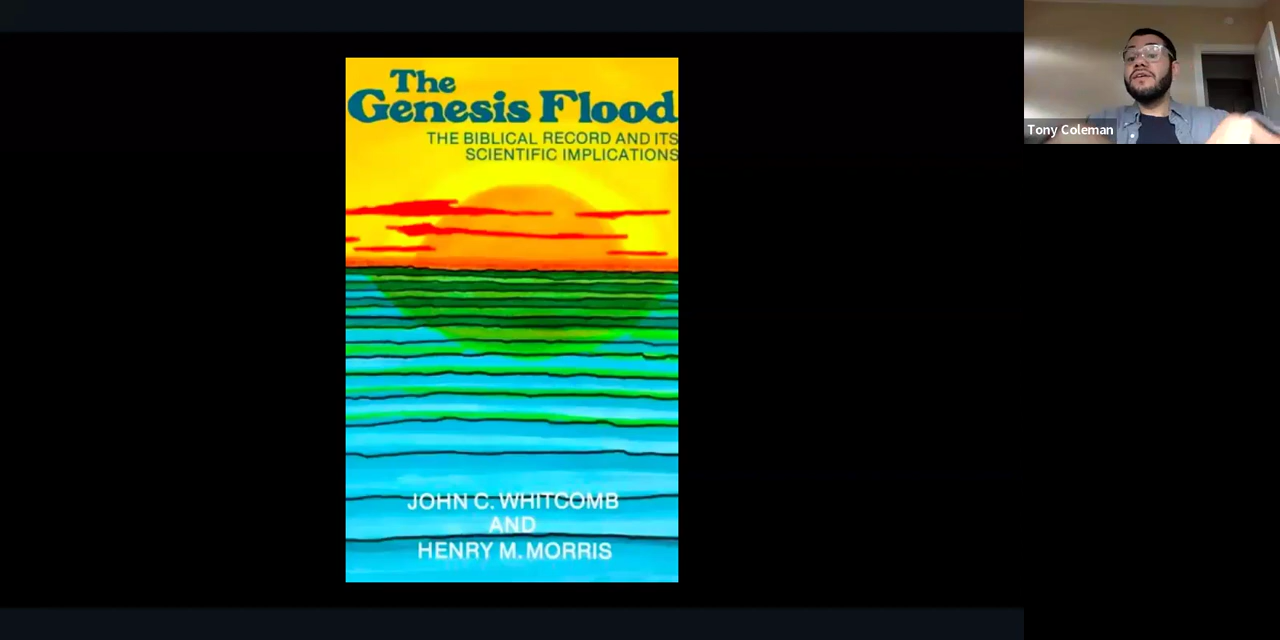 The
Genesis Flood
THE BIBLICAL RECORD AND ITS
SCIENTIFIC IMPLICATIONS
JOHN C. WHITCOMB
AND
HENRY M. MORRIS
Tony Coleman